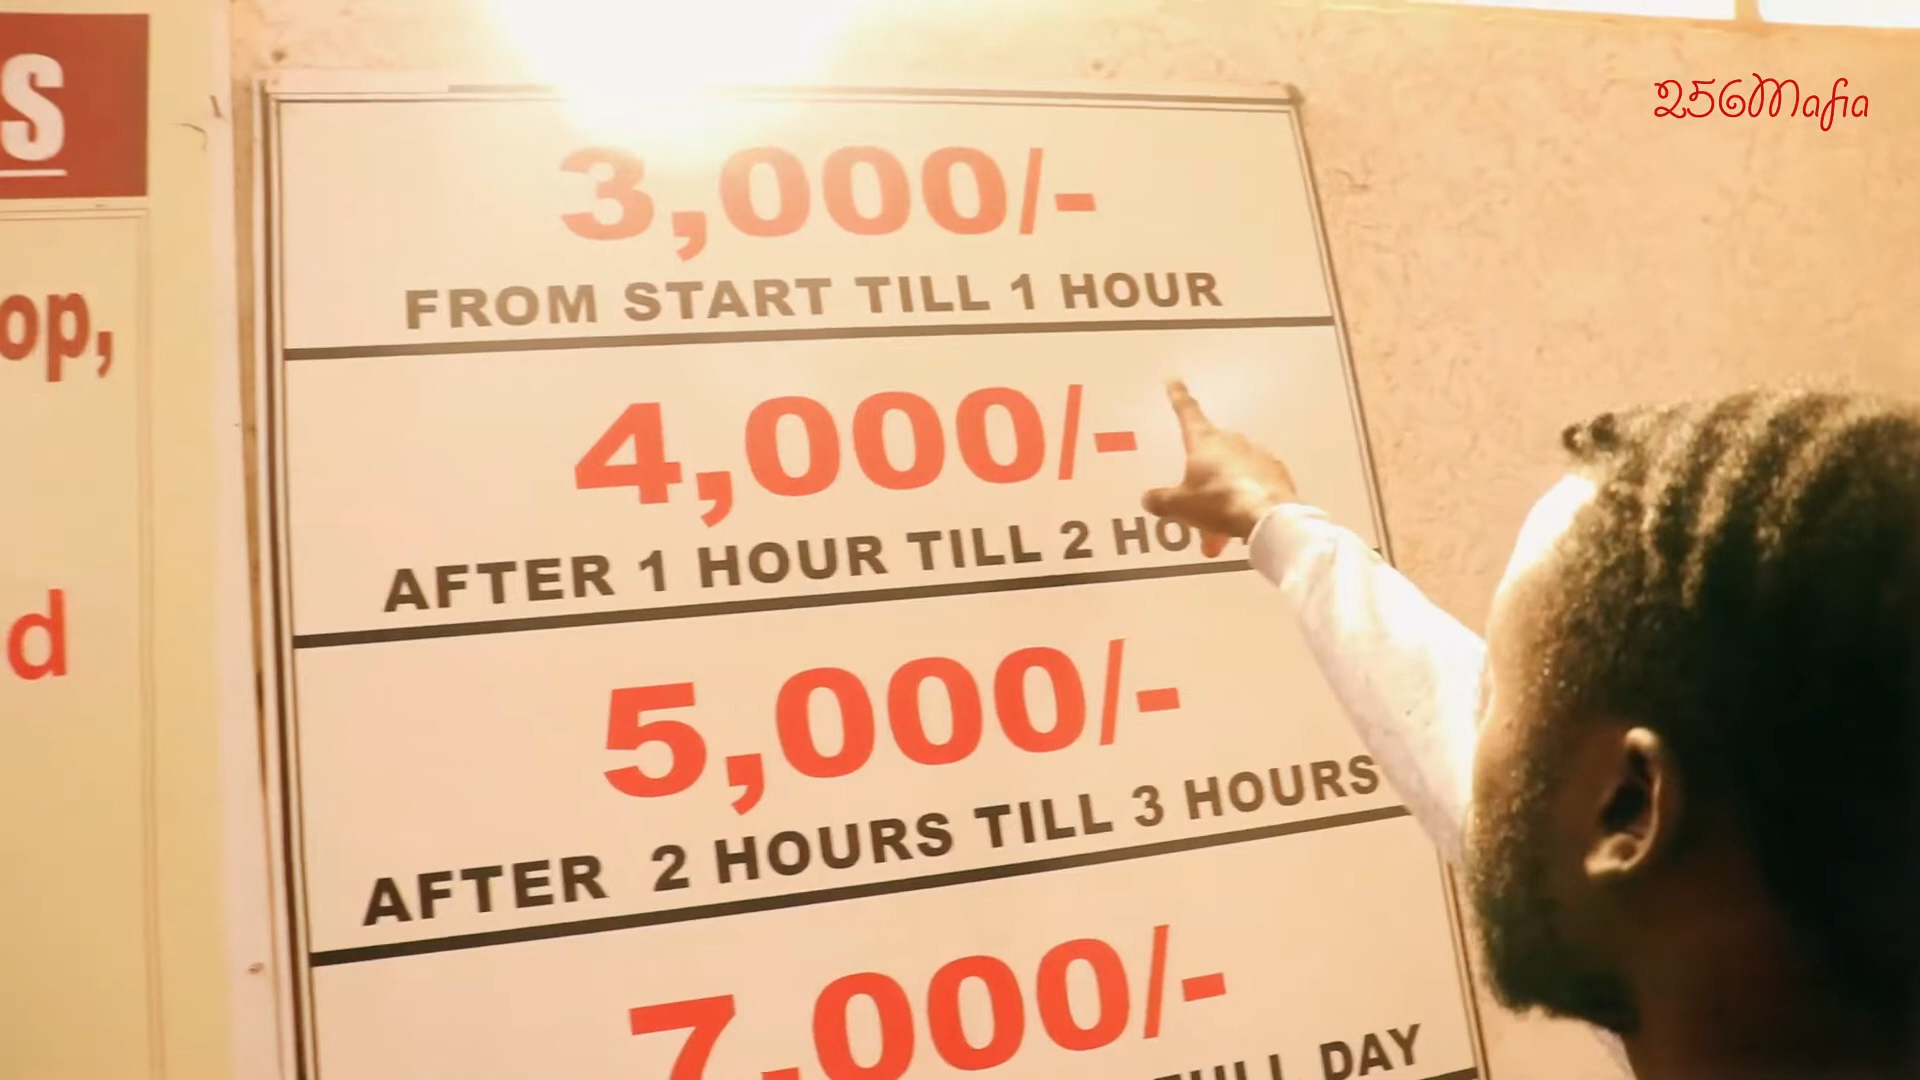 256Mafia
S
op,
d
3,000/-
FROM START TILL 1 HOUR
4,000/-
AFTER 1 HOUR TILL 2
5,000/-
AFTER 2 HOURS TILL 3 HOURS
7,000/-
FULL DAY